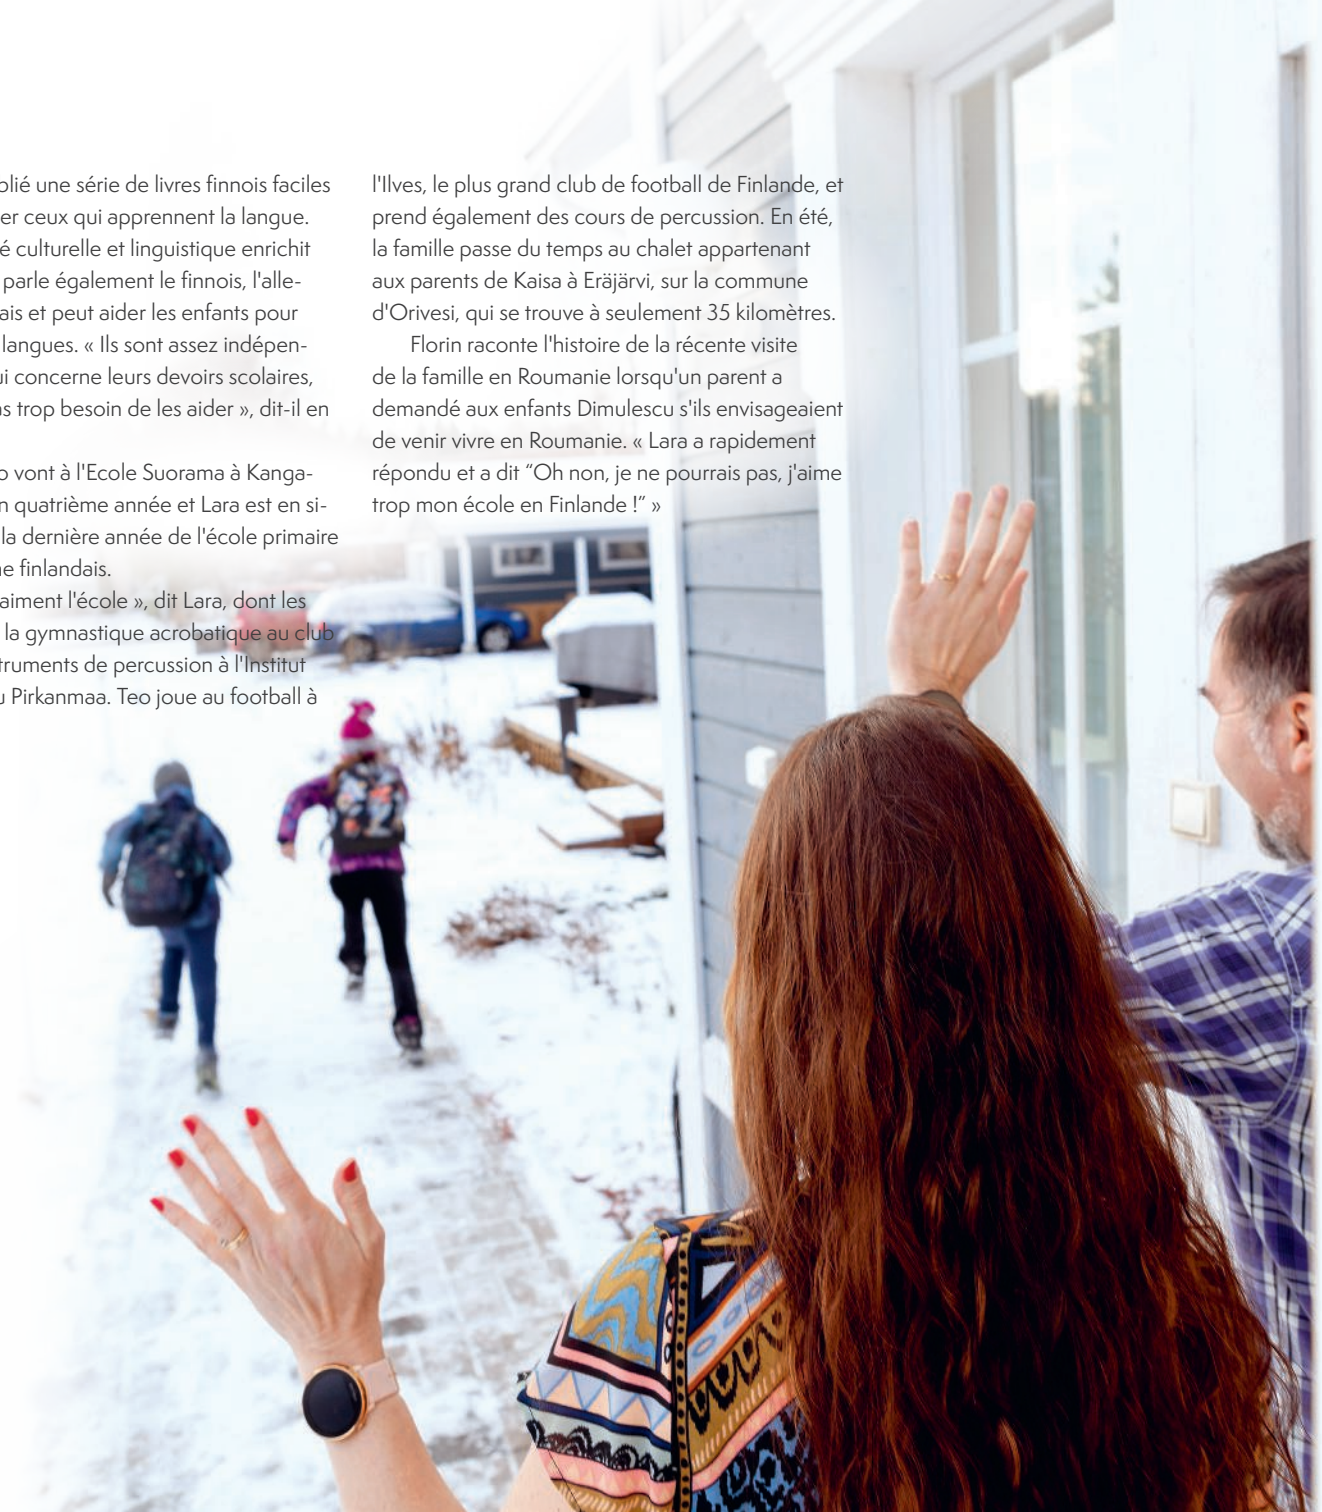 blié une série de livres finnois faciles
er ceux qui apprennent la langue.
é culturelle et linguistique enrichit
parle également le finnois, l'alle-
ais et peut aider les enfants pour
langues. « Ils sont assez indépen-
ui concerne leurs devoirs scolaires,
as trop besoin de les aider », dit-il en
o vont à l'Ecole Suorama à Kanga-
n quatrième année et Lara est en si-
la dernière année de l'école primaire
ne finlandais.
aiment l'école », dit Lara, dont les
la gymnastique acrobatique au club
truments de percussion à l'Institut
u Pirkanmaa. Teo joue au football à
l'Ilves, le plus grand club de football de Finlande, et
prend également des cours de percussion. En été,
la famille passe du temps au chalet appartenant
aux parents de Kaisa à Eräjärvi, sur la commune
d'Orivesi, qui se trouve à seulement 35 kilomètres.
Florin raconte l'histoire de la récente visite
de la famille en Roumanie lorsqu'un parent a
demandé aux enfants Dimulescu s'ils envisageaient
de venir vivre en Roumanie. « Lara a rapidement
répondu et a dit “Oh non, je ne pourrais pas, j'aime
trop mon école en Finlande !” »